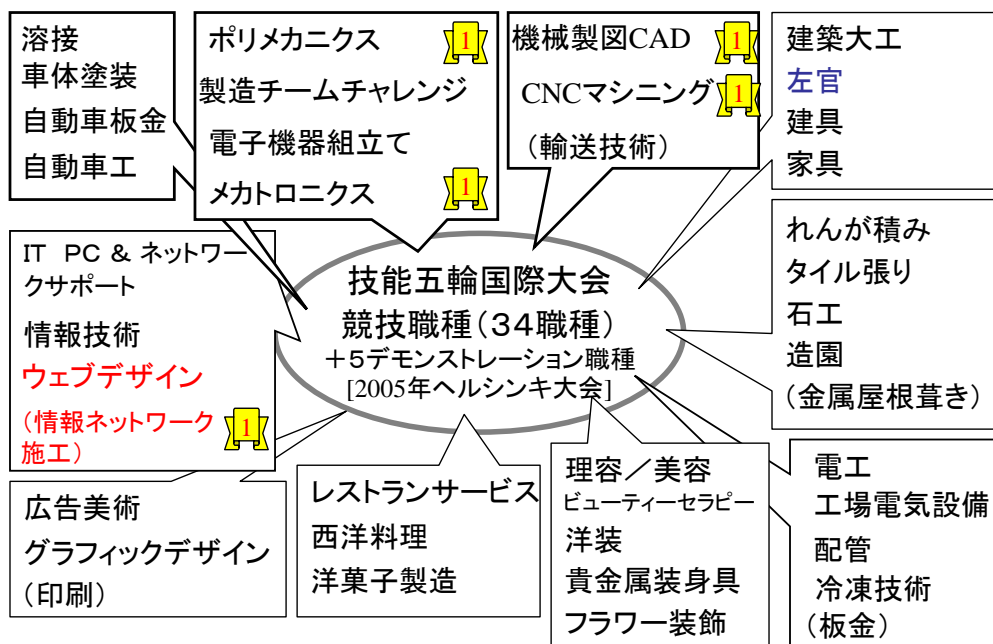 溶接
車体塗装
自動車板金
自動車工
ポリメカニクス
1
製造チームチャレンジ
電子機器組立て
メカトロニクス
1
機械製図CAD
1
CNCマシニング
1
(輸送技術)
建築大工
左官
建具
家具
IT PC & ネットワー
クサポート
情報技術
ウェブデザイン
(情報ネットワーク
施工)
1
技能五輪国際大会
競技職種(34職種)
+5デモンストレーション職種
[2005年ヘルシンキ大会]
れんが積み
タイル張り
石工
造園
(金属屋根葺き)
広告美術
グラフィックデザイン
(印刷)
レストランサービス
西洋料理
洋菓子製造
理容/美容
ビューティーセラピー
洋装
貴金属装身具
フラワー装飾
電工
工場電気設備
配管
冷凍技術
(板金)